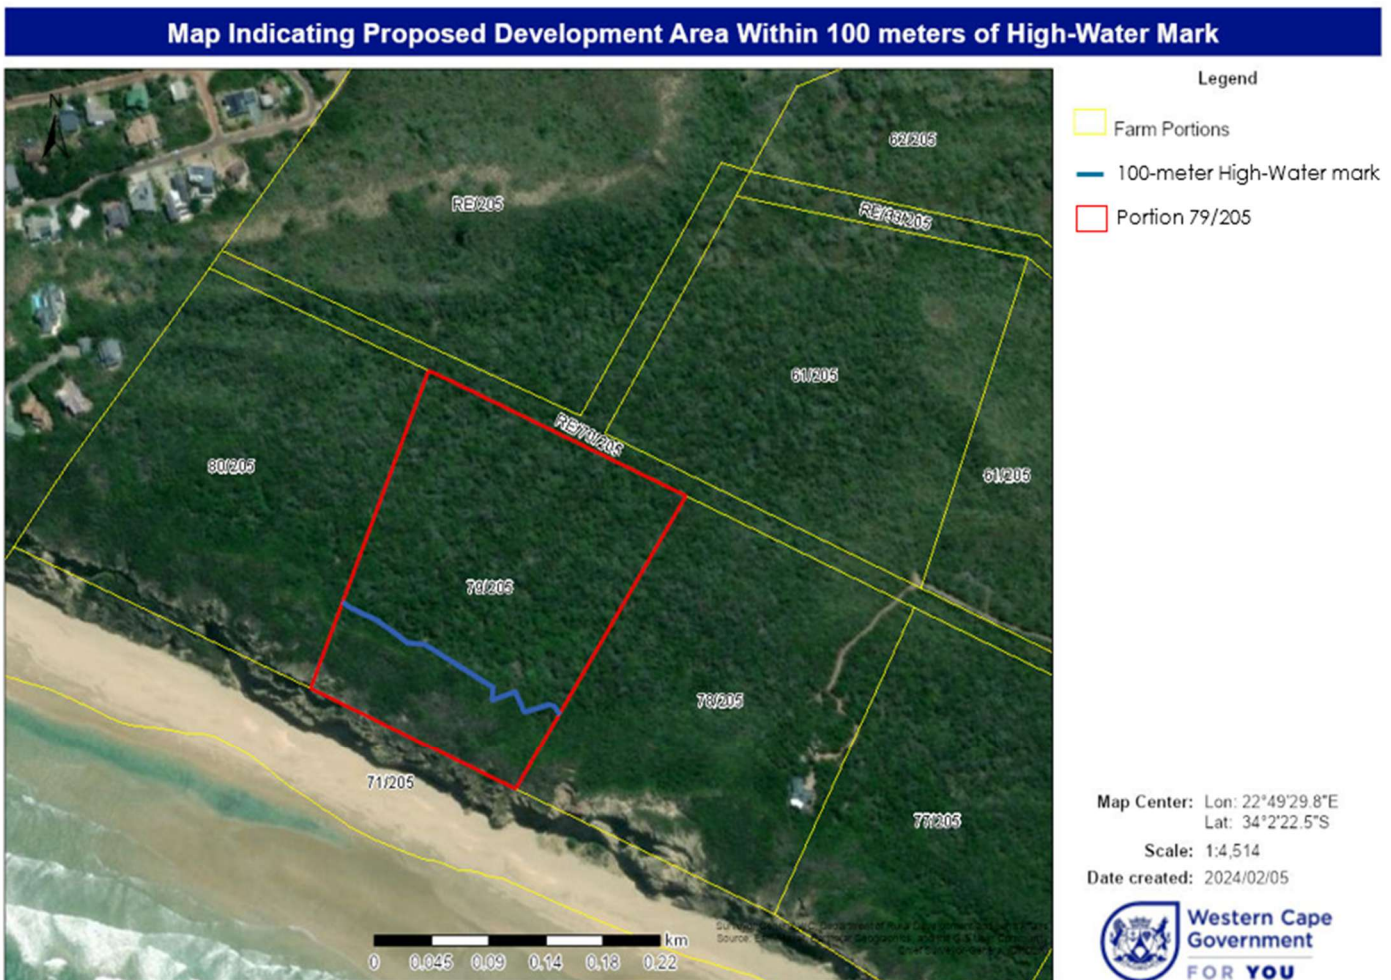 Map Indicating Proposed Development Area Within 100 meters of High-Water Mark
Legend
Farm Portions
100-meter High-Water mark
Portion 79/205
N
62/205
RE/205
RE/33/205
61/205
RE/70/205
80/205
61/205
79/205
78/205
71/205
77/205
Map Center: Lon: 22°49'29.8"E
Lat: 34°2'22.5"S
Scale: 1:4,514
Date created: 2024/02/05
km
0 0.045 0.09 0.14 0.18 0.22
Western Cape
Government
FOR YOU